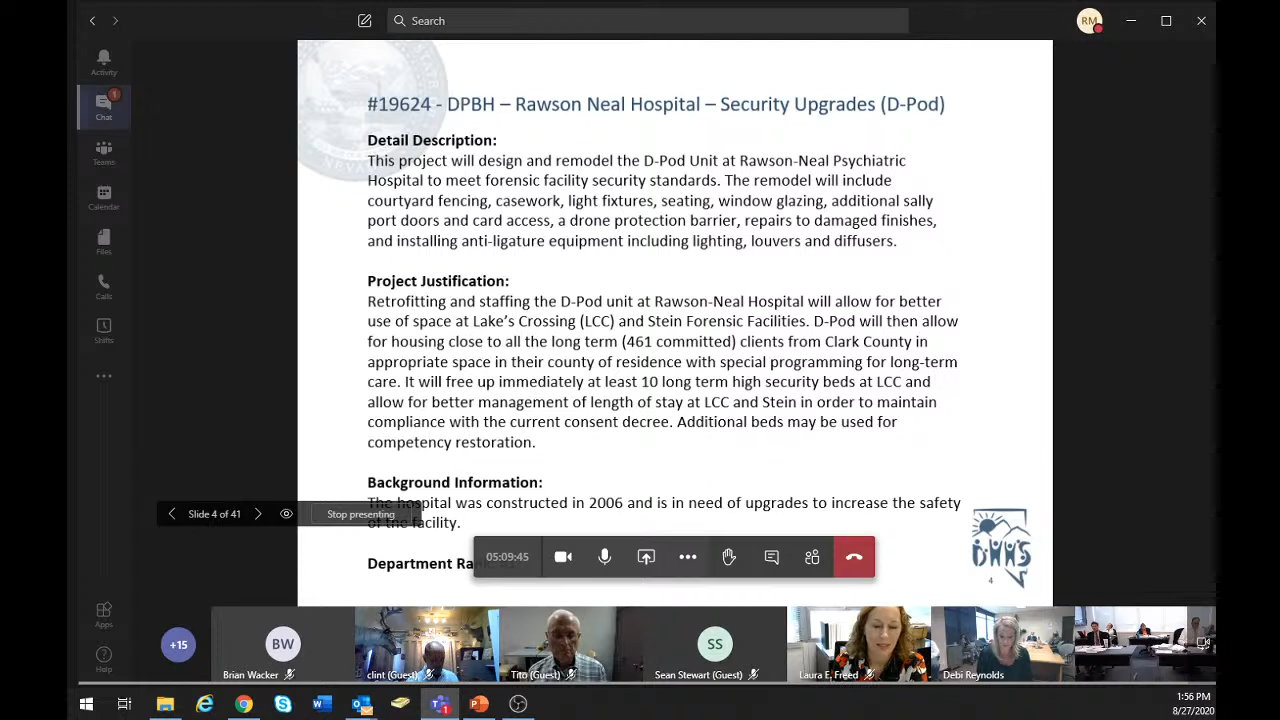 Search
RM
Activity
1
Chat
Teams
Calendar
Files
Calls
Shifts
Apps
Help
#19624 - DPBH – Rawson Neal Hospital – Security Upgrades (D-Pod)
Detail Description:
This project will design and remodel the D-Pod Unit at Rawson-Neal Psychiatric
Hospital to meet forensic facility security standards. The remodel will include
courtyard fencing, casework, light fixtures, seating, window glazing, additional sally
port doors and card access, a drone protection barrier, repairs to damaged finishes,
and installing anti-ligature equipment including lighting, louvers and diffusers.
Project Justification:
Retrofitting and staffing the D-Pod unit at Rawson-Neal Hospital will allow for better
use of space at Lake's Crossing (LCC) and Stein Forensic Facilities. D-Pod will then allow
for housing close to all the long term (461 committed) clients from Clark County in
appropriate space in their county of residence with special programming for long-term
care. It will free up immediately at least 10 long term high security beds at LCC and
allow for better management of length of stay at LCC and Stein in order to maintain
compliance with the current consent decree. Additional beds may be used for
competency restoration.
Background Information:
The hospital was constructed in 2006 and is in need of upgrades to increase the safety
of the facility.
Slide 4 of 41
Stop presenting
Department Ra
05:09:45
DHHS
4
+15
BW
Brian Wacker
clint (Guest)
Tito (Guest)
SS
Sean Stewart (Guest)
Laura E. Freed
Debi Reynolds
1:56 PM
8/27/2020